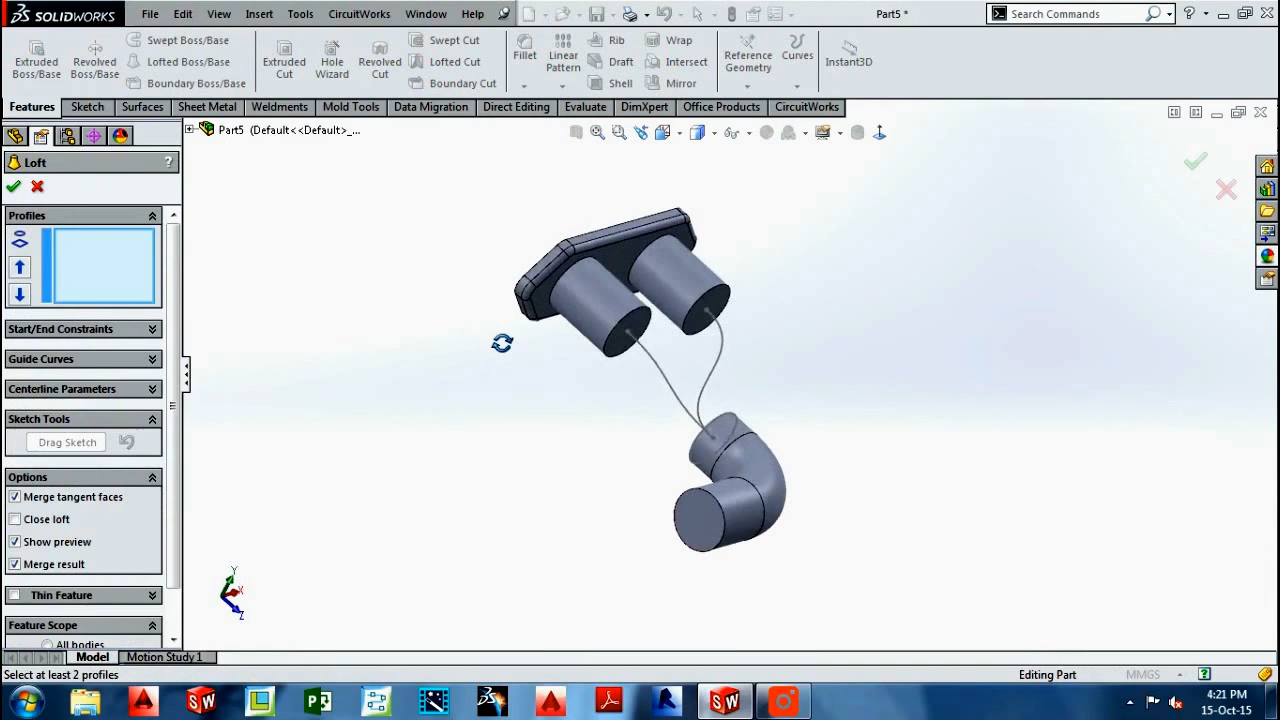 SOLIDWORKS File Edit View Insert Tools CircuitWorks Window Help Part5 * Search Commands
Extruded Boss/Base
Revolved Boss/Base
Swept Boss/Base
Lofted Boss/Base
Boundary Boss/Base
Extruded Cut
Hole Wizard
Revolved Cut
Swept Cut
Lofted Cut
Boundary Cut
Fillet
Linear Pattern
Rib
Draft
Shell
Wrap
Intersect
Mirror
Reference Geometry
Curves
Instant3D
Features Sketch Surfaces Sheet Metal Weldments Mold Tools Data Migration Direct Editing Evaluate DimXpert Office Products CircuitWorks
Part5 (Default<<Default>_...
Loft ?
Profiles
Start/End Constraints
Guide Curves
Centerline Parameters
Sketch Tools
Drag Sketch
Options
Merge tangent faces
Close loft
Show preview
Merge result
Thin Feature
Feature Scope
All bodies
Y
X
Z
Model Motion Study 1
Select at least 2 profiles Editing Part MMGS ?
4:21 PM
15-Oct-15